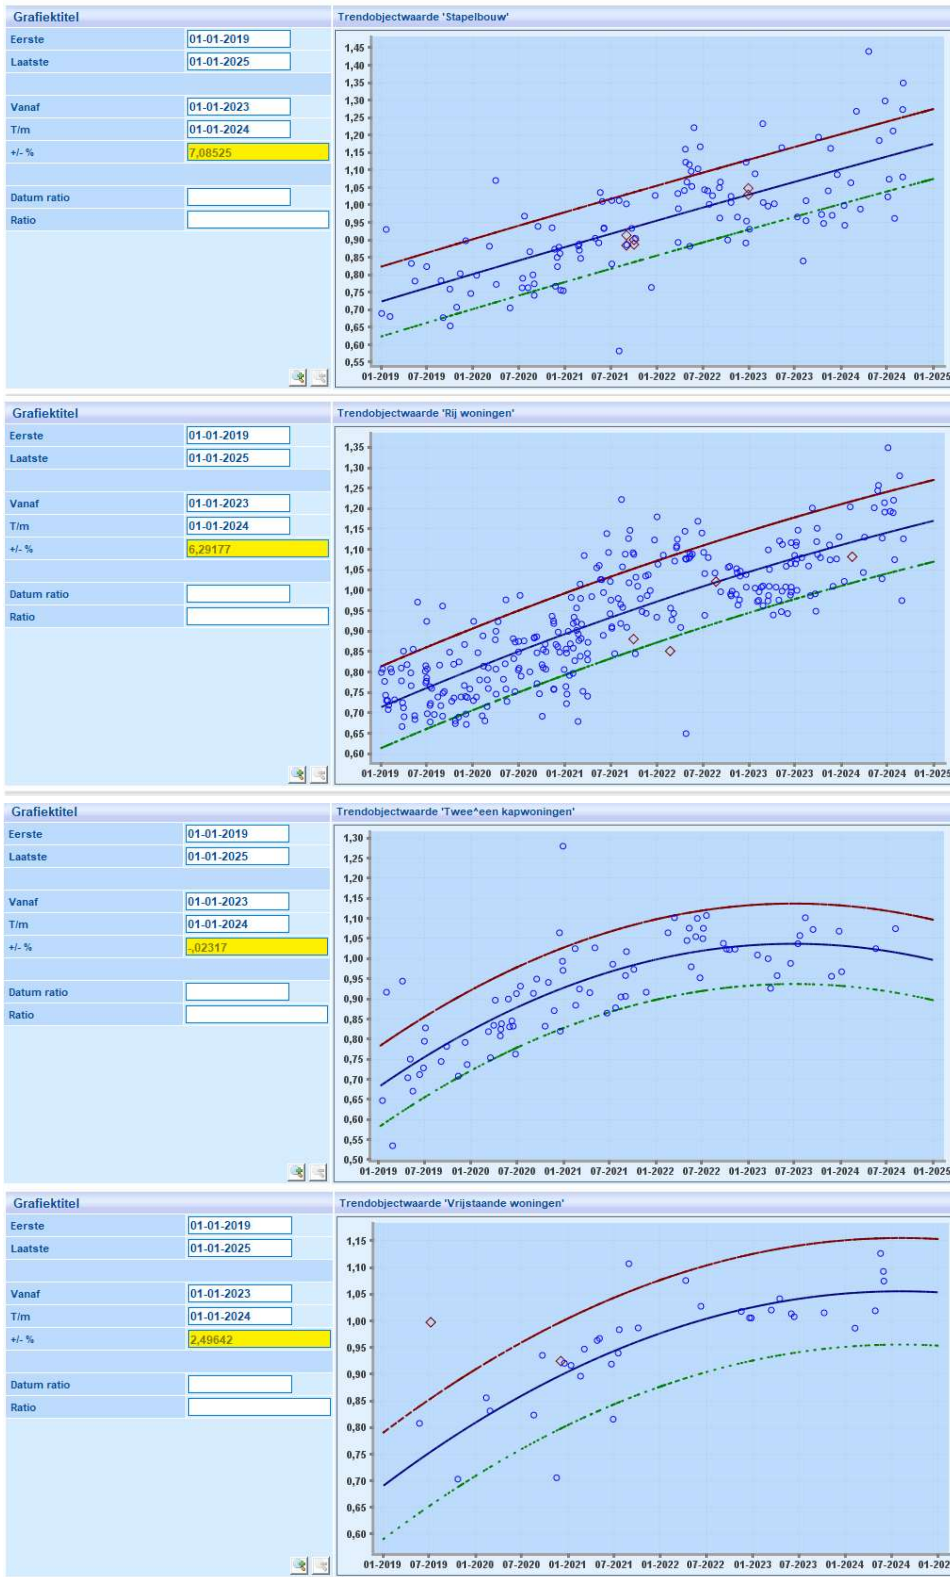 Grafiektitel
Trendobjectwaarde 'Stapelbouw'
Eerste 01-01-2019
Laatste 01-01-2025
Vanaf 01-01-2023
T/m 01-01-2024
+/- % 7,08525
Datum ratio
Ratio
1,45
1,40
1,35
1,30
1,25
1,20
1,15
1,10
1,05
1,00
0,95
0,90
0,85
0,80
0,75
0,70
0,65
0,60
0,55
01-2019 07-2019 01-2020 07-2020 01-2021 07-2021 01-2022 07-2022 01-2023 07-2023 01-2024 07-2024 01-2025
Grafiektitel
Trendobjectwaarde 'Rij woningen'
Eerste 01-01-2019
Laatste 01-01-2025
Vanaf 01-01-2023
T/m 01-01-2024
+/- % 6,29177
Datum ratio
Ratio
1,35
1,30
1,25
1,20
1,15
1,10
1,05
1,00
0,95
0,90
0,85
0,80
0,75
0,70
0,65
0,60
01-2019 07-2019 01-2020 07-2020 01-2021 07-2021 01-2022 07-2022 01-2023 07-2023 01-2024 07-2024 01-2025
Grafiektitel
Trendobjectwaarde 'Twee^een kapwoningen'
Eerste 01-01-2019
Laatste 01-01-2025
Vanaf 01-01-2023
T/m 01-01-2024
+/- % -,02317
Datum ratio
Ratio
1,30
1,25
1,20
1,15
1,10
1,05
1,00
0,95
0,90
0,85
0,80
0,75
0,70
0,65
0,60
0,55
0,50
01-2019 07-2019 01-2020 07-2020 01-2021 07-2021 01-2022 07-2022 01-2023 07-2023 01-2024 07-2024 01-2025
Grafiektitel
Trendobjectwaarde 'Vrijstaande woningen'
Eerste 01-01-2019
Laatste 01-01-2025
Vanaf 01-01-2023
T/m 01-01-2024
+/- % 2,49642
Datum ratio
Ratio
1,15
1,10
1,05
1,00
0,95
0,90
0,85
0,80
0,75
0,70
0,65
0,60
01-2019 07-2019 01-2020 07-2020 01-2021 07-2021 01-2022 07-2022 01-2023 07-2023 01-2024 07-2024 01-202